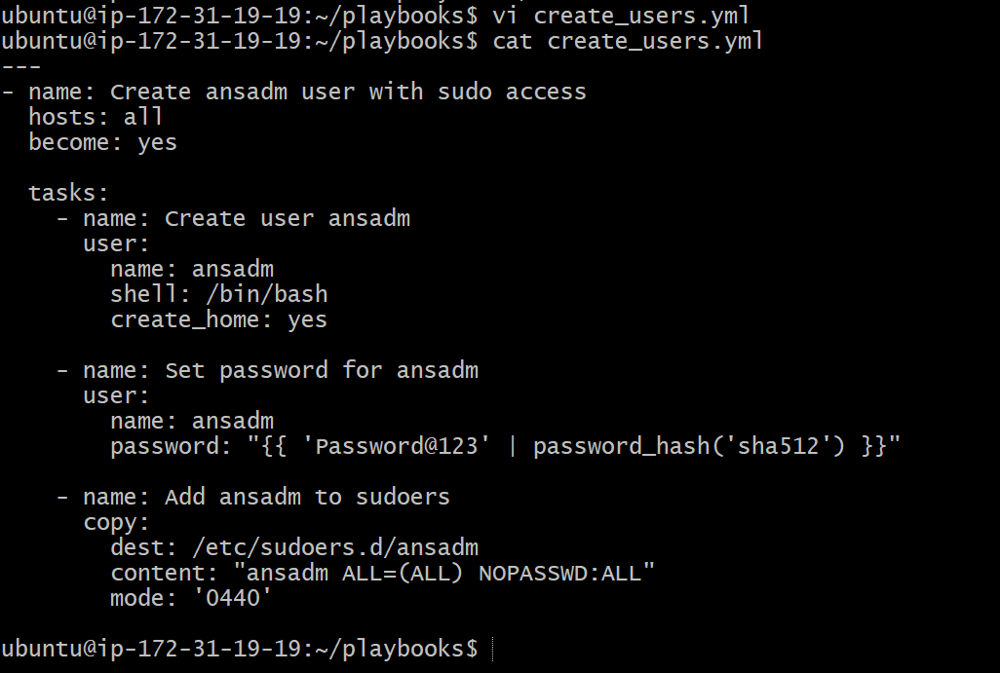 ubuntu@ip-172-31-19-19:~/playbooks$ vi create_users.yml
ubuntu@ip-172-31-19-19:~/playbooks$ cat create_users.yml
---
- name: Create ansadm user with sudo access
  hosts: all
  become: yes

  tasks:
    - name: Create user ansadm
      user:
        name: ansadm
        shell: /bin/bash
        create_home: yes

    - name: Set password for ansadm
      user:
        name: ansadm
        password: "{{ 'Password@123' | password_hash('sha512') }}"

    - name: Add ansadm to sudoers
      copy:
        dest: /etc/sudoers.d/ansadm
        content: "ansadm ALL=(ALL) NOPASSWD:ALL"
        mode: '0440'

ubuntu@ip-172-31-19-19:~/playbooks$